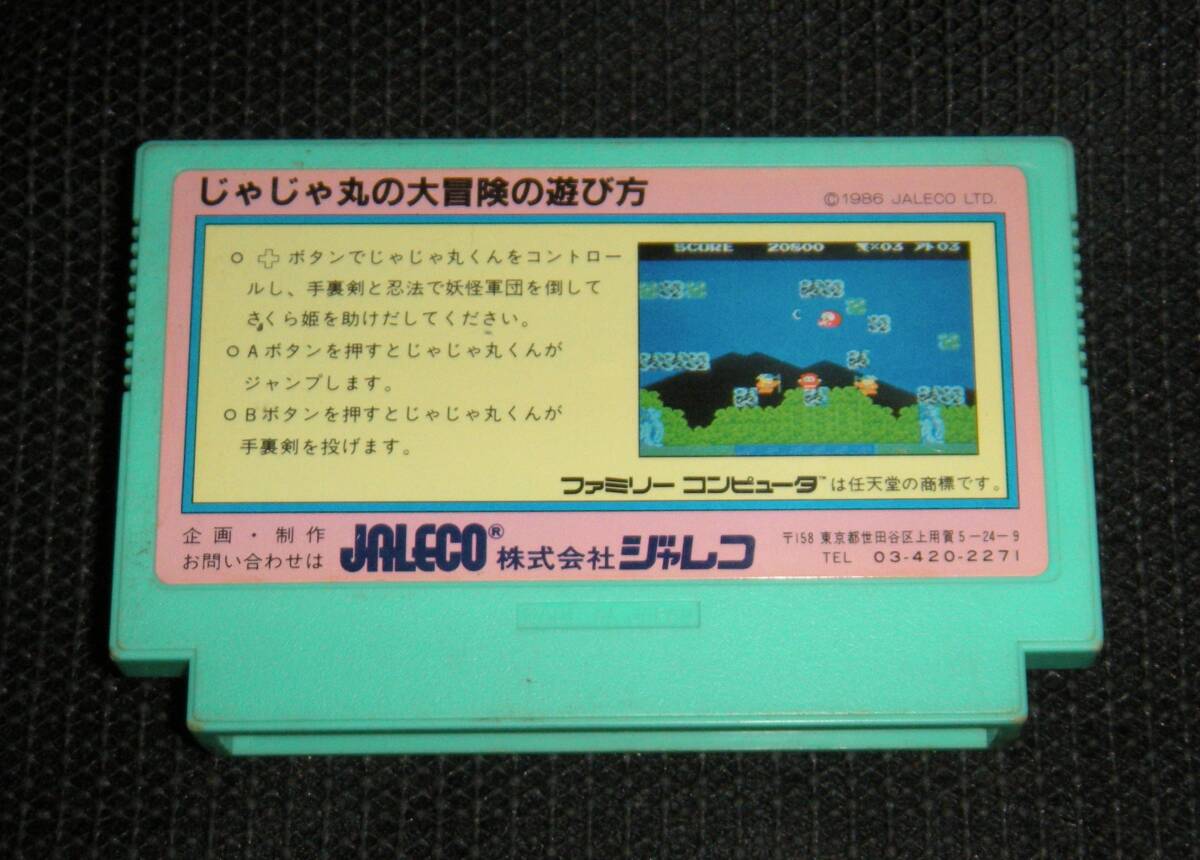 じゃじゃ丸の大冒険の遊び方
©1986 JALECO LTD.
○ ボタンでじゃじゃ丸くんをコントロー
ルし、手裏剣と忍法で妖怪軍団を倒して
さくら姫を助けだしてください。
○ Aボタンを押すとじゃじゃ丸くんが
ジャンプします。
○ Bボタンを押すとじゃじゃ丸くんが
手裏剣を投げます。
SCORE 20800 ×03 03
ファミリーコンピュータ™は任天堂の商標です。
企画・制作
お問い合わせは
JALECO® 株式会社ジャレコ
〒158 東京都世田谷区上用賀5-24-9
TEL 03-420-2271